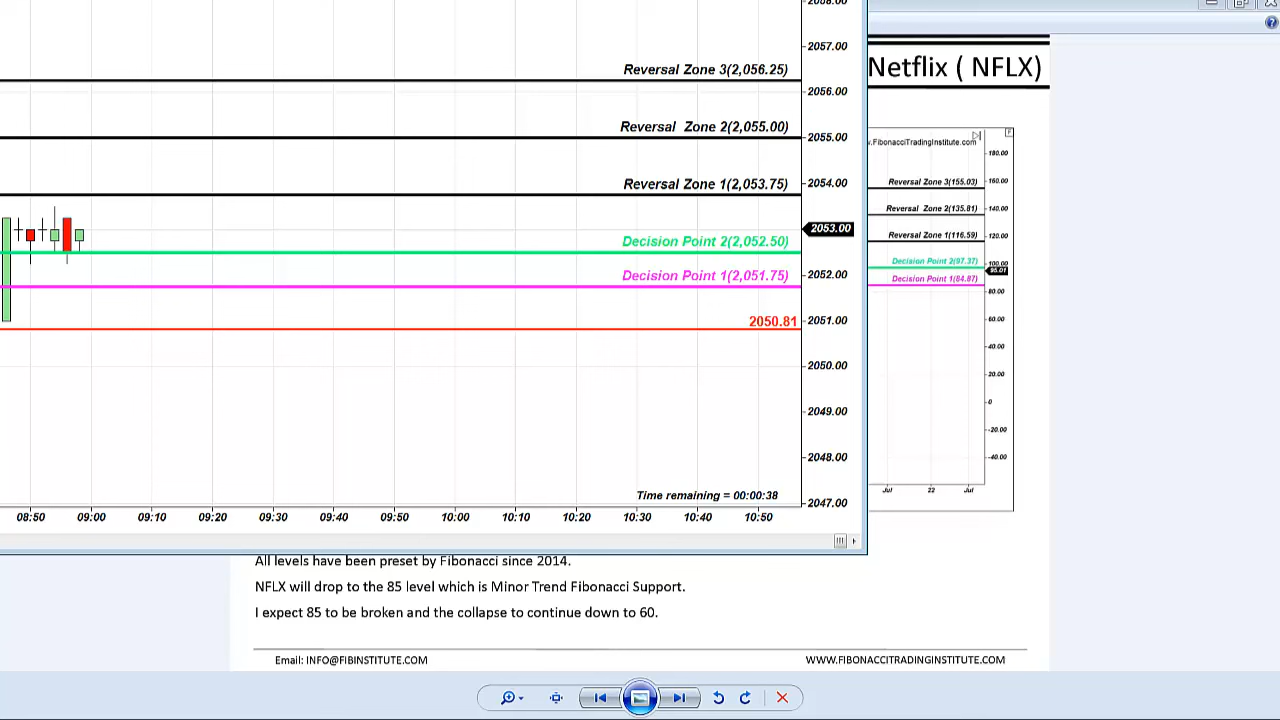 2058.00
2057.00
Reversal Zone 3(2,056.25)
2056.00
Reversal Zone 2(2,055.00)
2055.00
Reversal Zone 1(2,053.75)
2054.00
2053.00
Decision Point 2(2,052.50)
Decision Point 1(2,051.75)
2052.00
2050.81
2051.00
2050.00
2049.00
2048.00
Time remaining = 00:00:38
2047.00
08:50 09:00 09:10 09:20 09:30 09:40 09:50 10:00 10:10 10:20 10:30 10:40 10:50
Netflix ( NFLX)
F
.FibonacciTradingInstitute.com
180.00
Reversal Zone 3(155.03)
160.00
Reversal Zone 2(135.81)
140.00
Reversal Zone 1(116.59)
120.00
Decision Point 2(97.37)
100.00
95.01
Decision Point 1(84.87)
80.00
60.00
40.00
20.00
0
-20.00
-40.00
Jul 22 Jul
All levels have been preset by Fibonacci since 2014.
NFLX will drop to the 85 level which is Minor Trend Fibonacci Support.
I expect 85 to be broken and the collapse to continue down to 60.
Email: INFO@FIBINSTITUTE.COM
WWW.FIBONACCITRADINGINSTITUTE.COM